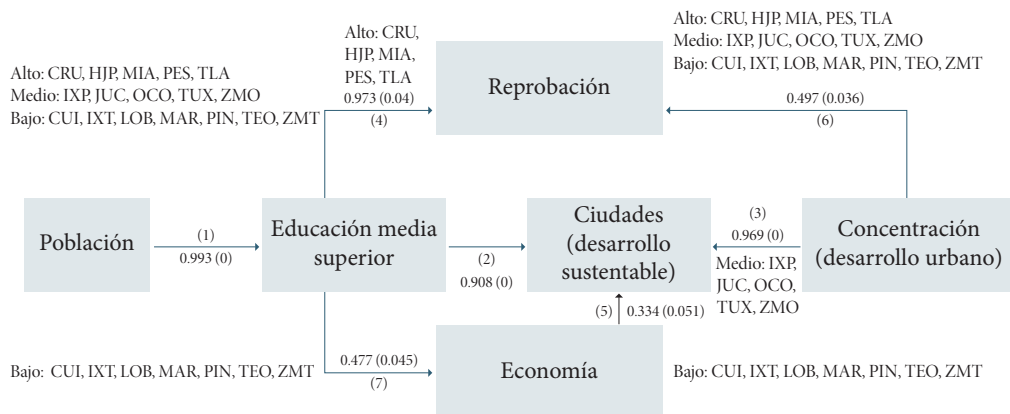 Alto: CRU, HJP, MIA, PES, TLA
Medio: IXP, JUC, OCO, TUX, ZMO
Bajo: CUI, IXT, LOB, MAR, PIN, TEO, ZMT
Alto: CRU,
HJP, MIA,
PES, TLA
0.973 (0.04)
(4)
Reprobación
Alto: CRU, HJP, MIA, PES, TLA
Medio: IXP, JUC, OCO, TUX, ZMO
Bajo: CUI, IXT, LOB, MAR, PIN, TEO, ZMT
0.497 (0.036)
(6)
Población
(1)
0.993 (0)
Educación media
superior
(2)
0.908 (0)
Ciudades
(desarrollo
sustentable)
(3)
0.969 (0)
Medio: IXP,
JUC, OCO,
TUX, ZMO
Concentración
(desarrollo urbano)
(5) 0.334 (0.051)
Bajo: CUI, IXT, LOB, MAR, PIN, TEO, ZMT
0.477 (0.045)
(7)
Economía
Bajo: CUI, IXT, LOB, MAR, PIN, TEO, ZMT